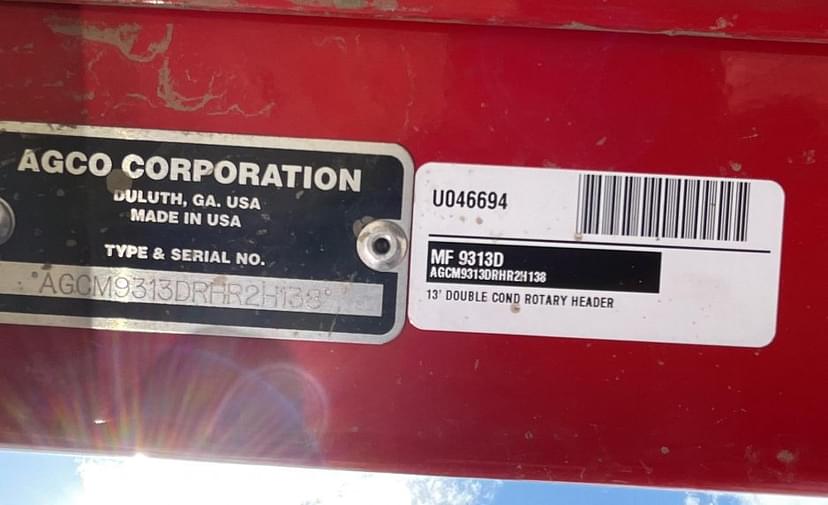 AGCO CORPORATION
DULUTH, GA. USA
MADE IN USA
TYPE & SERIAL NO.
*AGCM9313DRHR2H138*
U046694
MF 9313D
AGCM9313DRHR2H138
13' DOUBLE COND ROTARY HEADER